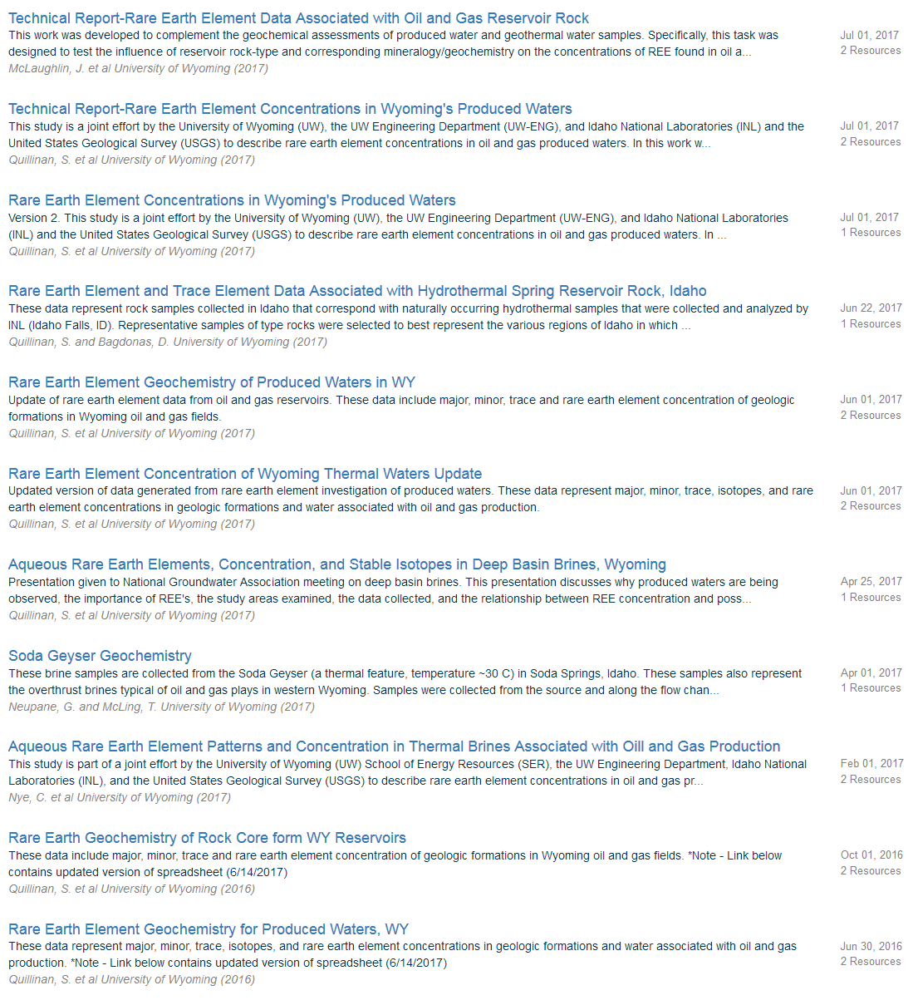 Technical Report-Rare Earth Element Data Associated with Oil and Gas Reservoir Rock
This work was developed to complement the geochemical assessments of produced water and geothermal water samples. Specifically, this task was
designed to test the influence of reservoir rock-type and corresponding mineralogy/geochemistry on the concentrations of REE found in oil a...
McLaughlin, J. et al University of Wyoming (2017)
Jul 01, 2017
2 Resources
Technical Report-Rare Earth Element Concentrations in Wyoming's Produced Waters
This study is a joint effort by the University of Wyoming (UW), the UW Engineering Department (UW-ENG), and Idaho National Laboratories (INL) and the
United States Geological Survey (USGS) to describe rare earth element concentrations in oil and gas produced waters. In this work w...
Quillinan, S. et al University of Wyoming (2017)
Jul 01, 2017
2 Resources
Rare Earth Element Concentrations in Wyoming's Produced Waters
Version 2. This study is a joint effort by the University of Wyoming (UW), the UW Engineering Department (UW-ENG), and Idaho National Laboratories
(INL) and the United States Geological Survey (USGS) to describe rare earth element concentrations in oil and gas produced waters. In ...
Quillinan, S. et al University of Wyoming (2017)
Jul 01, 2017
1 Resources
Rare Earth Element and Trace Element Data Associated with Hydrothermal Spring Reservoir Rock, Idaho
These data represent rock samples collected in Idaho that correspond with naturally occurring hydrothermal samples that were collected and analyzed by
INL (Idaho Falls, ID). Representative samples of type rocks were selected to best represent the various regions of Idaho in which ...
Quillinan, S. and Bagdonas, D. University of Wyoming (2017)
Jun 22, 2017
1 Resources
Rare Earth Element Geochemistry of Produced Waters in WY
Update of rare earth element data from oil and gas reservoirs. These data include major, minor, trace and rare earth element concentration of geologic
formations in Wyoming oil and gas fields.
Quillinan, S. et al University of Wyoming (2017)
Jun 01, 2017
2 Resources
Rare Earth Element Concentration of Wyoming Thermal Waters Update
Updated version of data generated from rare earth element investigation of produced waters. These data represent major, minor, trace, isotopes, and rare
earth element concentrations in geologic formations and water associated with oil and gas production.
Quillinan, S. et al University of Wyoming (2017)
Jun 01, 2017
2 Resources
Aqueous Rare Earth Elements, Concentration, and Stable Isotopes in Deep Basin Brines, Wyoming
Presentation given to National Groundwater Association meeting on deep basin brines. This presentation discusses why produced waters are being
observed, the importance of REE's, the study areas examined, the data collected, and the relationship between REE concentration and poss...
Quillinan, S. et al University of Wyoming (2017)
Apr 25, 2017
1 Resources
Soda Geyser Geochemistry
These brine samples are collected from the Soda Geyser (a thermal feature, temperature ~30 C) in Soda Springs, Idaho. These samples also represent
the overthrust brines typical of oil and gas plays in western Wyoming. Samples were collected from the source and along the flow chan...
Neupane, G. and McLing, T. University of Wyoming (2017)
Apr 01, 2017
1 Resources
Aqueous Rare Earth Element Patterns and Concentration in Thermal Brines Associated with Oill and Gas Production
This study is part of a joint effort by the University of Wyoming (UW) School of Energy Resources (SER), the UW Engineering Department, Idaho National
Laboratories (INL), and the United States Geological Survey (USGS) to describe rare earth element concentrations in oil and gas pr...
Nye, C. et al University of Wyoming (2017)
Feb 01, 2017
2 Resources
Rare Earth Geochemistry of Rock Core form WY Reservoirs
These data include major, minor, trace and rare earth element concentration of geologic formations in Wyoming oil and gas fields. *Note - Link below
contains updated version of spreadsheet (6/14/2017)
Quillinan, S. et al University of Wyoming (2016)
Oct 01, 2016
2 Resources
Rare Earth Element Geochemistry for Produced Waters, WY
These data represent major, minor, trace, isotopes, and rare earth element concentrations in geologic formations and water associated with oil and gas
production. *Note - Link below contains updated version of spreadsheet (6/14/2017)
Quillinan, S. et al University of Wyoming (2016)
Jun 30, 2016
2 Resources